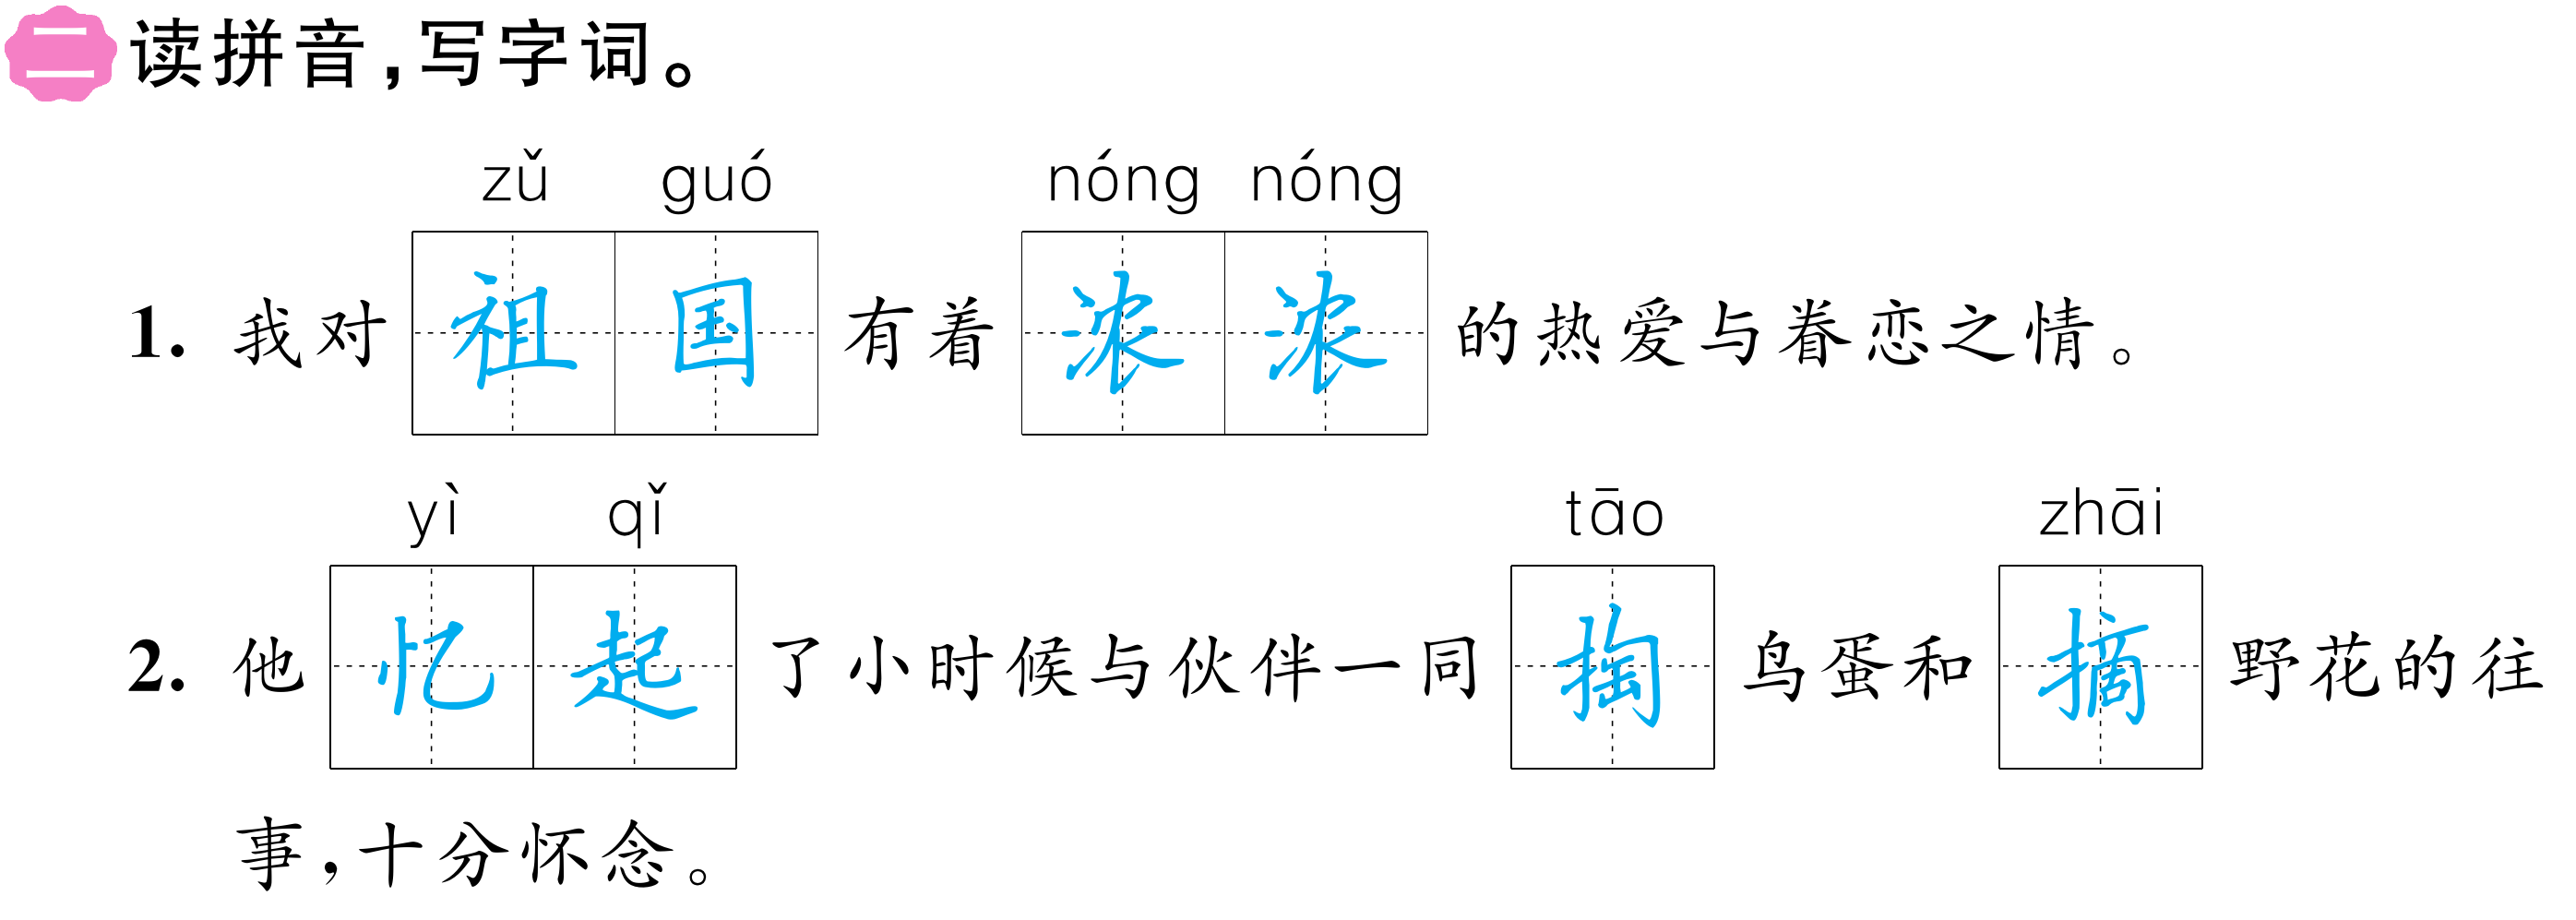 二 读拼音,写字词。
zǔ guó nóng nóng
1. 我对祖国有着浓浓的热爱与眷恋之情。
yì qǐ tāo zhāi
2. 他忆起了小时候与伙伴一同掏鸟蛋和摘野花的往
事,十分怀念。